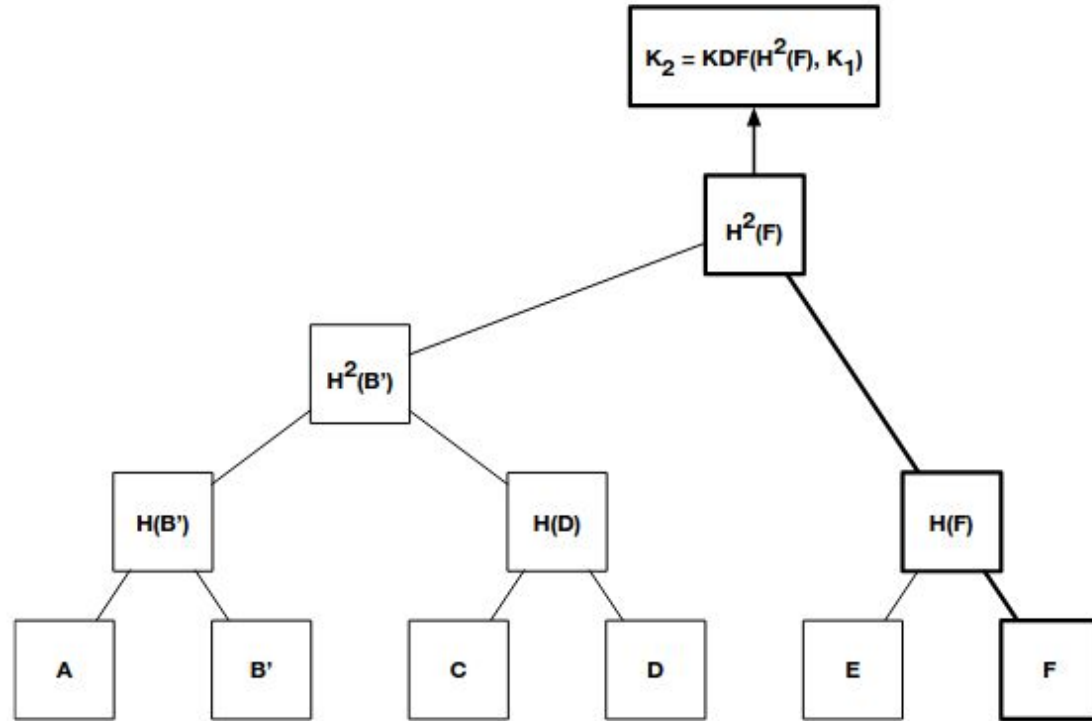 K₂ = KDF(H²(F), K₁)
H²(F)
H²(B’)
H(B’)
H(D)
H(F)
A
B’
C
D
E
F